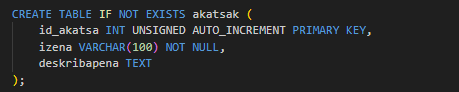 CREATE TABLE IF NOT EXISTS akatsak (
    id_akatsa INT UNSIGNED AUTO_INCREMENT PRIMARY KEY,
    izena VARCHAR(100) NOT NULL,
    deskribapena TEXT
);